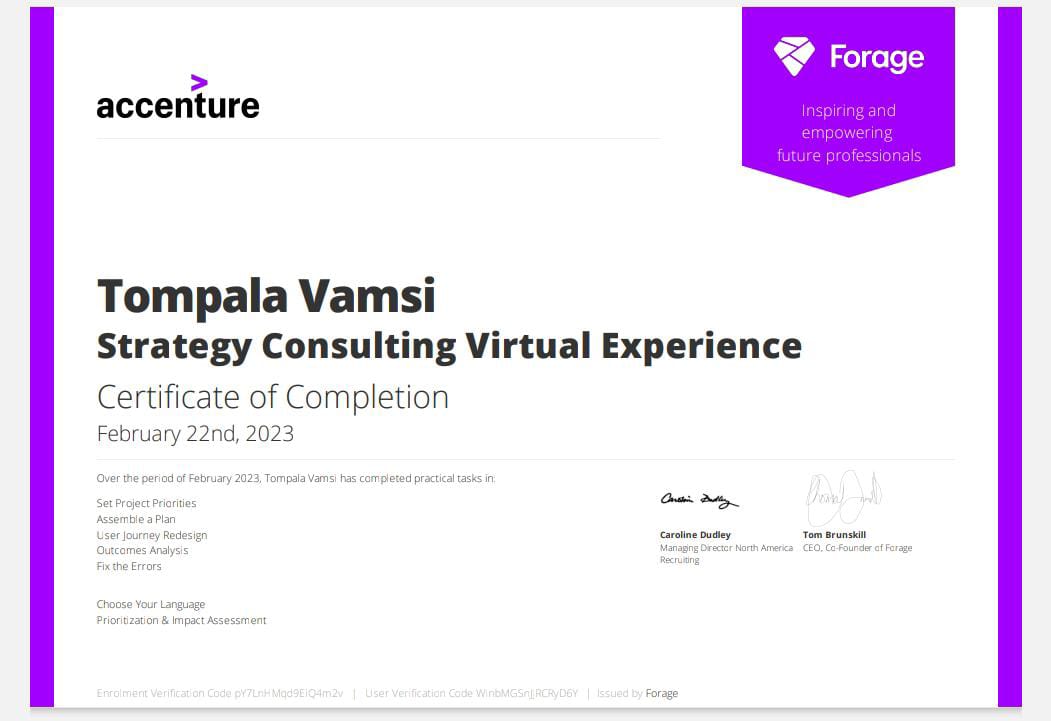 accenture
Forage
Inspiring and
empowering
future professionals
Tompala Vamsi
Strategy Consulting Virtual Experience
Certificate of Completion
February 22nd, 2023
Over the period of February 2023, Tompala Vamsi has completed practical tasks in:
Set Project Priorities
Assemble a Plan
User Journey Redesign
Outcomes Analysis
Fix the Errors
Choose Your Language
Prioritization & Impact Assessment
Caroline Dudley
Caroline Dudley
Managing Director North America
Recruiting
Tom Brunskill
CEO, Co-Founder of Forage
Enrolment Verification Code pY7LnHMqd9EiQ4m2v | User Verification Code WinbMGSnJjRCRyD6Y | Issued by Forage